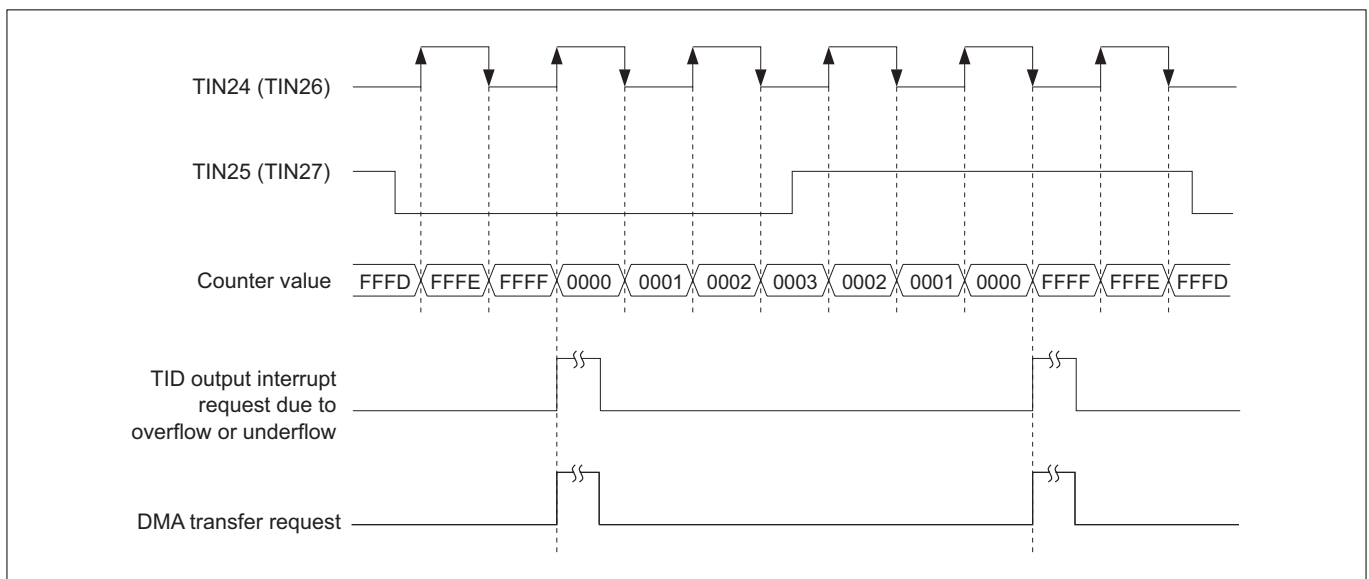 TIN24 (TIN26)
TIN25 (TIN27)
Counter value
FFFD FFFE FFFF 0000 0001 0002 0003 0002 0001 0000 FFFF FFFE FFFD
TID output interrupt
request due to
overflow or underflow
DMA transfer request